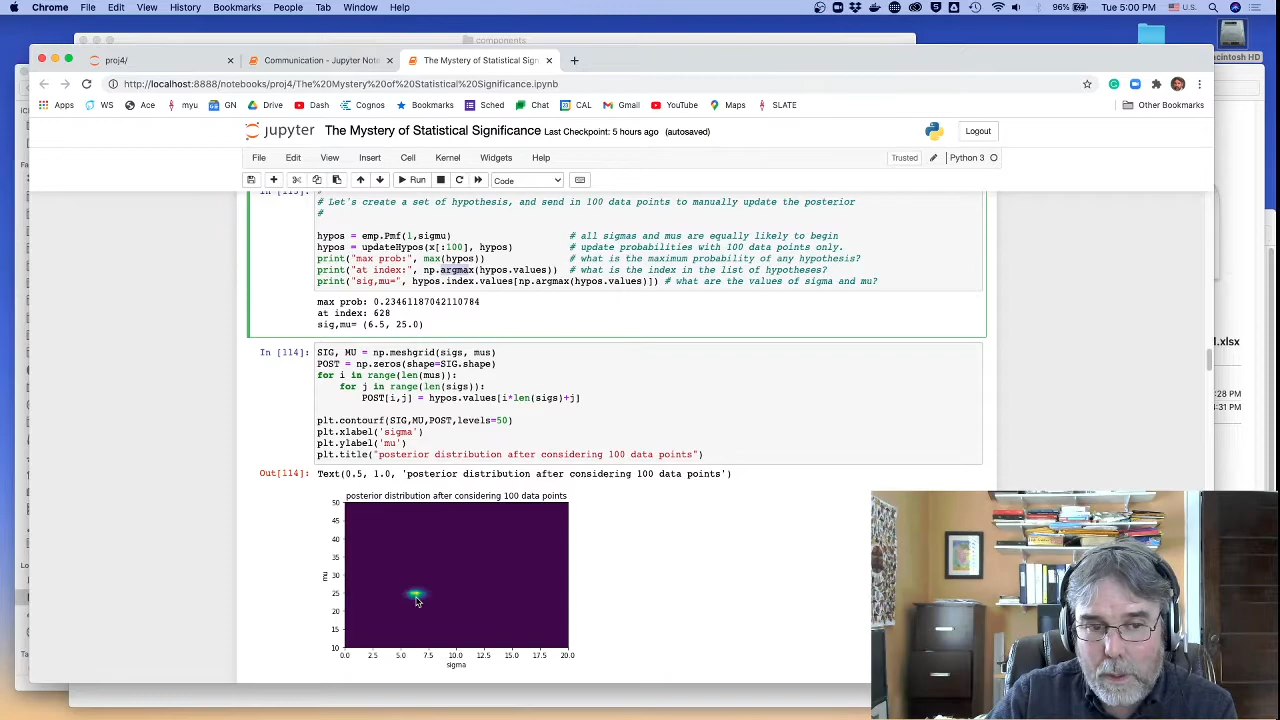 Chrome File Edit View History Bookmarks People Tab Window Help 96% Tue 5:00 PM U.S.
components
proj4/ Communication - Jupyter Not The Mystery of Statistical Sig
http://localhost:8888/notebooks/proj4/The%20Mystery%20of%20Statistical%20Significance.ipynb
Apps WS Ace myu GN Drive Dash Cognos Bookmarks Sched Chart CAL Gmail YouTube Maps SLATE Other Bookmarks
acintosh HD
jupyter The Mystery of Statistical Significance Last Checkpoint: 5 hours ago (autosaved) Logout
File Edit View Insert Cell Kernel Widgets Help Trusted Python 3
Run Code
# Let's create a set of hypothesis, and send in 100 data points to manually update the posterior
#
hypos = emp.Pmf(1,sigmu) # all sigmas and mus are equally likely to begin
hypos = updateHypos(x[:100], hypos) # update probabilities with 100 data points only.
print("max prob:", max(hypos)) # what is the maximum probability of any hypothesis?
print("at index:", np.argmax(hypos.values)) # what is the index in the list of hypotheses?
print("sig,mu=", hypos.index.values[np.argmax(hypos.values)]) # what are the values of sigma and mu?
max prob: 0.23461187042110784
at index: 628
sig,mu= (6.5, 25.0)
l.xlsx
In [114]: SIG, MU = np.meshgrid(sigs, mus)
POST = np.zeros(shape=SIG.shape)
for i in range(len(mus)):
for j in range(len(sigs)):
POST[i,j] = hypos.values[i*len(sigs)+j]
:28 PM
:31 PM
plt.contourf(SIG,MU,POST,levels=50)
plt.xlabel('sigma')
plt.ylabel('mu')
plt.title("posterior distribution after considering 100 data points")
Out[114]: Text(0.5, 1.0, 'posterior distribution after considering 100 data points')
posterior distribution after considering 100 data points
50
45
40
35
30
mu
25
20
15
10
0.0 2.5 5.0 7.5 10.0 12.5 15.0 17.5 20.0
sigma